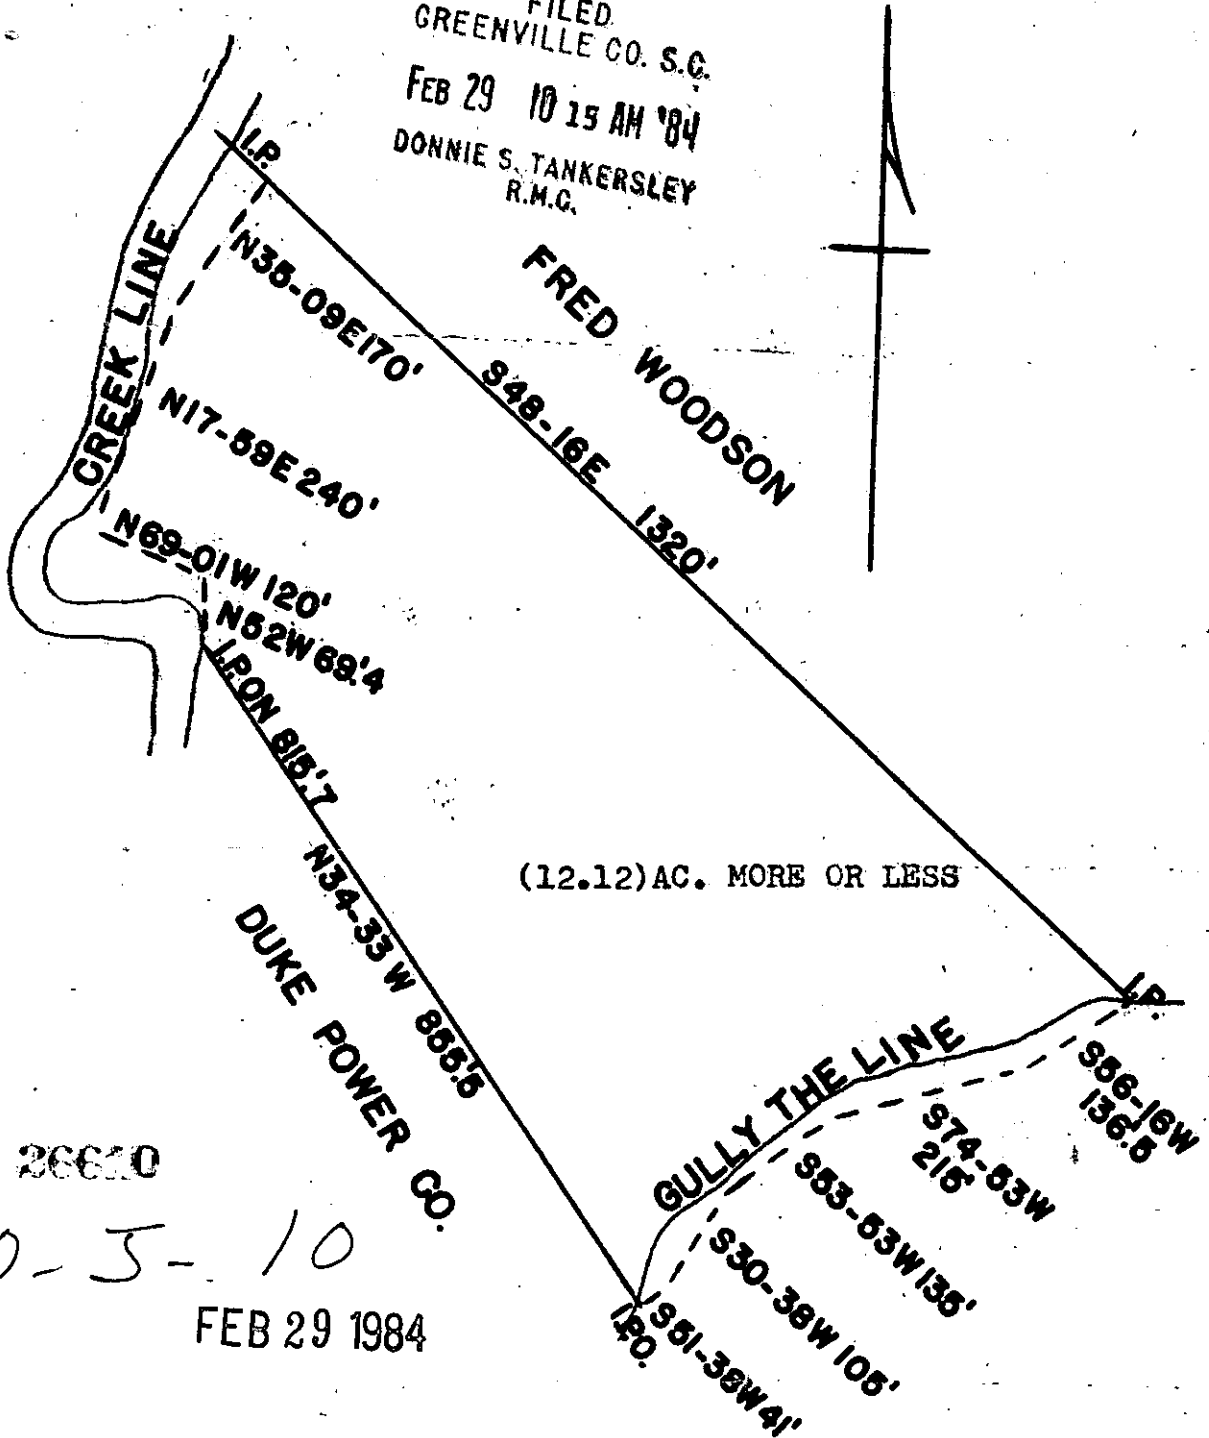 FILED
GREENVILLE CO. S.C.
FEB 29 10 15 AM '84
DONNIE S. TANKERSLEY
R.M.C.
I.P.
CREEK LINE
N35-09E170'
FRED WOODSON
S48-16E 1320'
N17-59E 240'
N69-01W 120'
N52W 69.'4
I.P.ON 815.'7
N34-33 W 855.'5
(12.12)AC. MORE OR LESS
DUKE POWER CO.
I.P.
GULLY THE LINE
S56-16W
136.'5
S74-53W
215'
S53-53W 135'
S30-38W 105'
S51-38W 41'
I.P.O.
- 5 - 10
FEB 29 1984